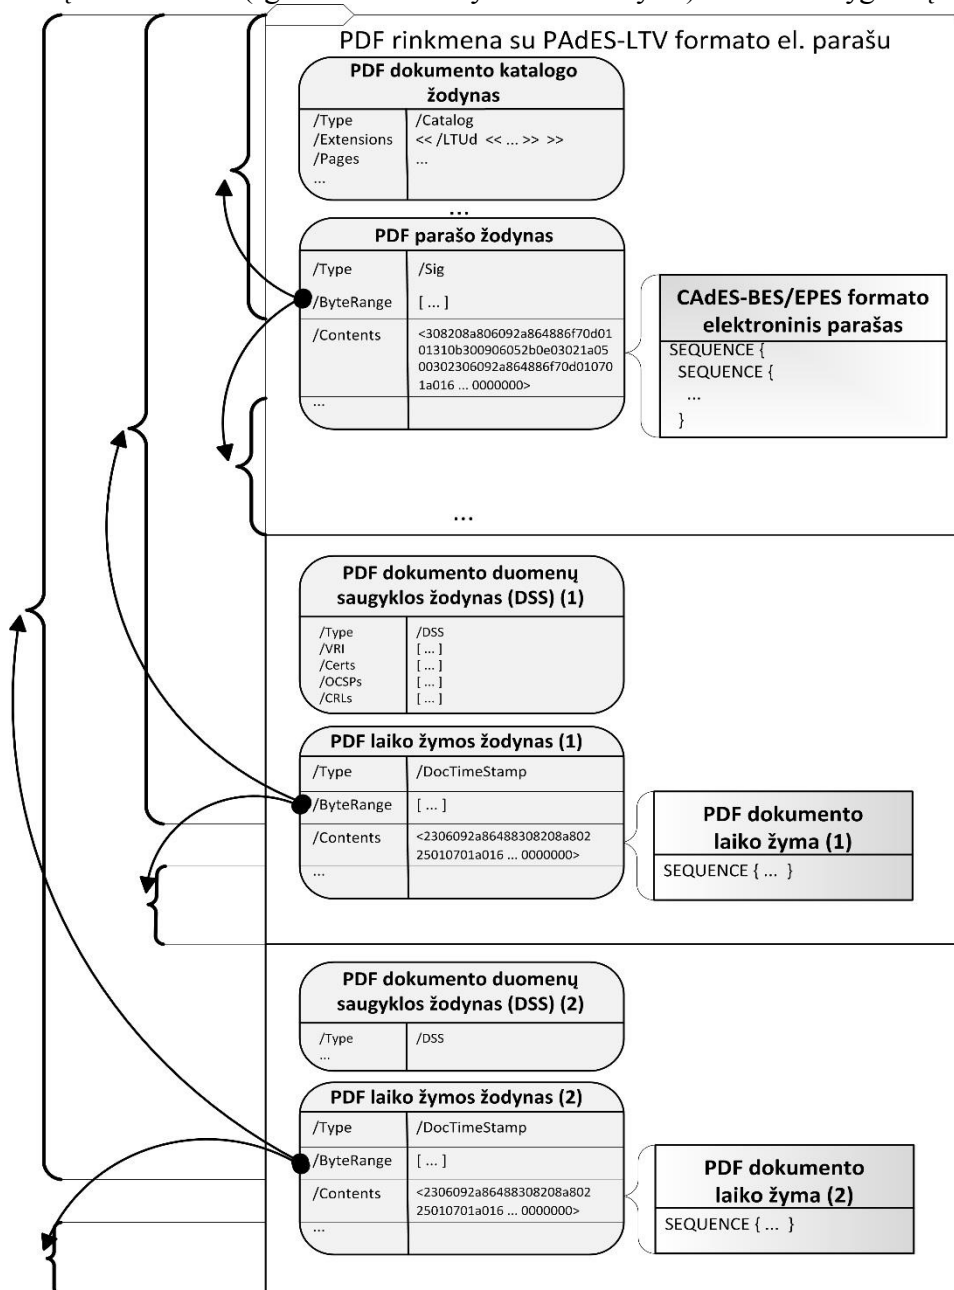 PDF rinkmena su PAdES-LTV formato el. parašu
PDF dokumento katalogo
žodynas
/Type /Catalog
/Extensions << /LTUd << ... >> >>
/Pages ...
...
...
PDF parašo žodynas
/Type /Sig
/ByteRange [ ... ]
/Contents <308208a806092a864886f70d01
01310b300906052b0e03021a05
00302306092a864886f70d01070
1a016 ... 0000000>
...
CAdES-BES/EPES formato
elektroninis parašas
SEQUENCE {
SEQUENCE {
...
}
...
PDF dokumento duomenų
saugyklos žodynas (DSS) (1)
/Type /DSS
/VRI [ ... ]
/Certs [ ... ]
/OCSPs [ ... ]
/CRLs [ ... ]
PDF laiko žymos žodynas (1)
/Type /DocTimeStamp
/ByteRange [ ... ]
/Contents <2306092a86488308208a802
25010701a016 ... 0000000>
...
PDF dokumento
laiko žyma (1)
SEQUENCE { ... }
PDF dokumento duomenų
saugyklos žodynas (DSS) (2)
/Type /DSS
...
PDF laiko žymos žodynas (2)
/Type /DocTimeStamp
/ByteRange [ ... ]
/Contents <2306092a86488308208a802
25010701a016 ... 0000000>
...
PDF dokumento
laiko žyma (2)
SEQUENCE { ... }